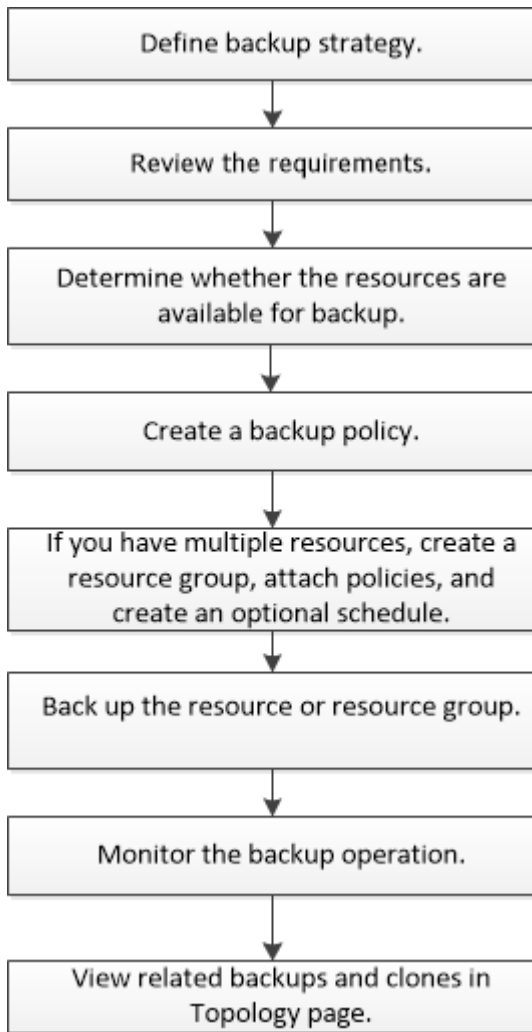 Define backup strategy.
Review the requirements.
Determine whether the resources are
available for backup.
Create a backup policy.
If you have multiple resources, create a
resource group, attach policies, and
create an optional schedule.
Back up the resource or resource group.
Monitor the backup operation.
View related backups and clones in
Topology page.